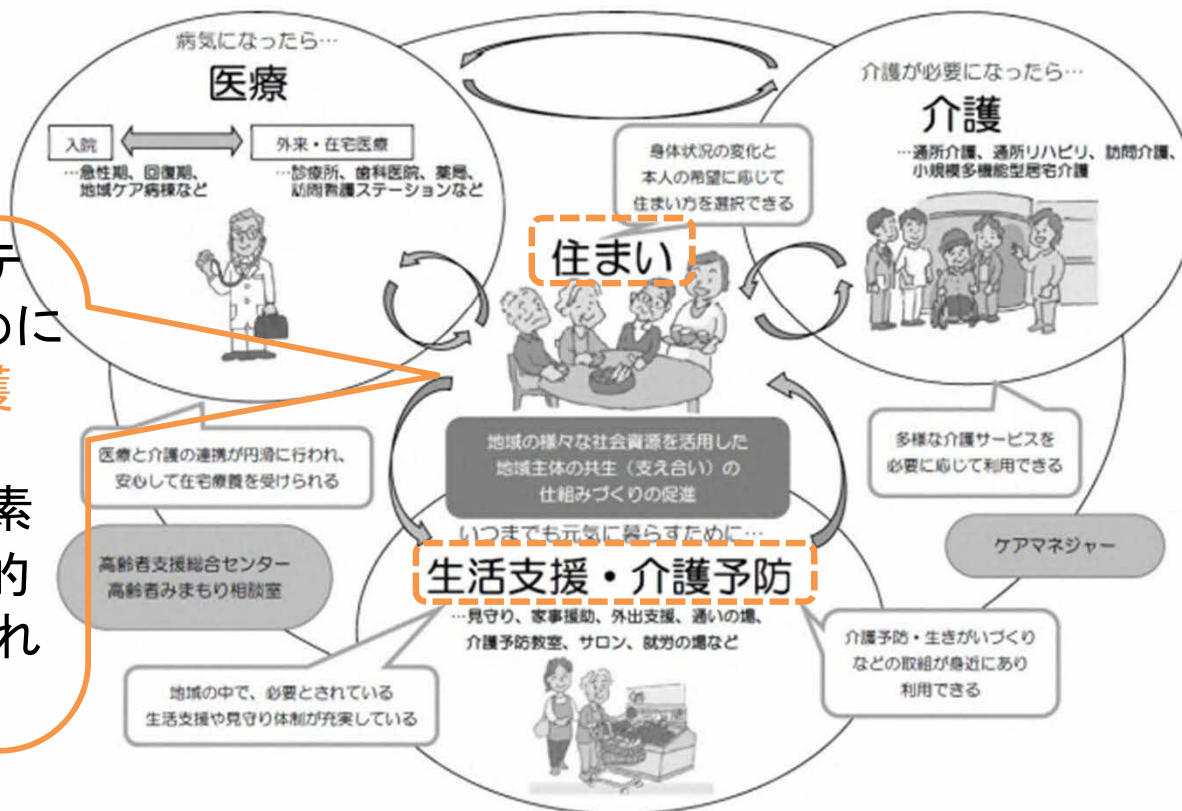 病気になったら…
医療
入院
外来・在宅医療
…急性期、回復期、
地域ケア病棟など
…診療所、歯科医院、薬局、
訪問看護ステーションなど
介護が必要になったら…
介護
…通所介護、通所リハビリ、訪問介護、
小規模多機能型居宅介護
身体状況の変化と
本人の希望に応じて
住まい方を選択できる
住まい
テ
めに
護
素
的
れ
医療と介護の連携が円滑に行われ、
安心して在宅療養を受けられる
地域の様々な社会資源を活用した
地域主体の共生（支え合い）の
仕組みづくりの促進
多様な介護サービスを
必要に応じて利用できる
高齢者支援総合センター
高齢者みまもり相談室
ケアマネジャー
いつまでも元気に暮らすために…
生活支援・介護予防
…見守り、家事援助、外出支援、通いの場、
介護予防教室、サロン、就労の場など
地域の中で、必要とされている
生活支援や見守り体制が充実している
介護予防・生きがいづくり
などの取組が身近にあり
利用できる